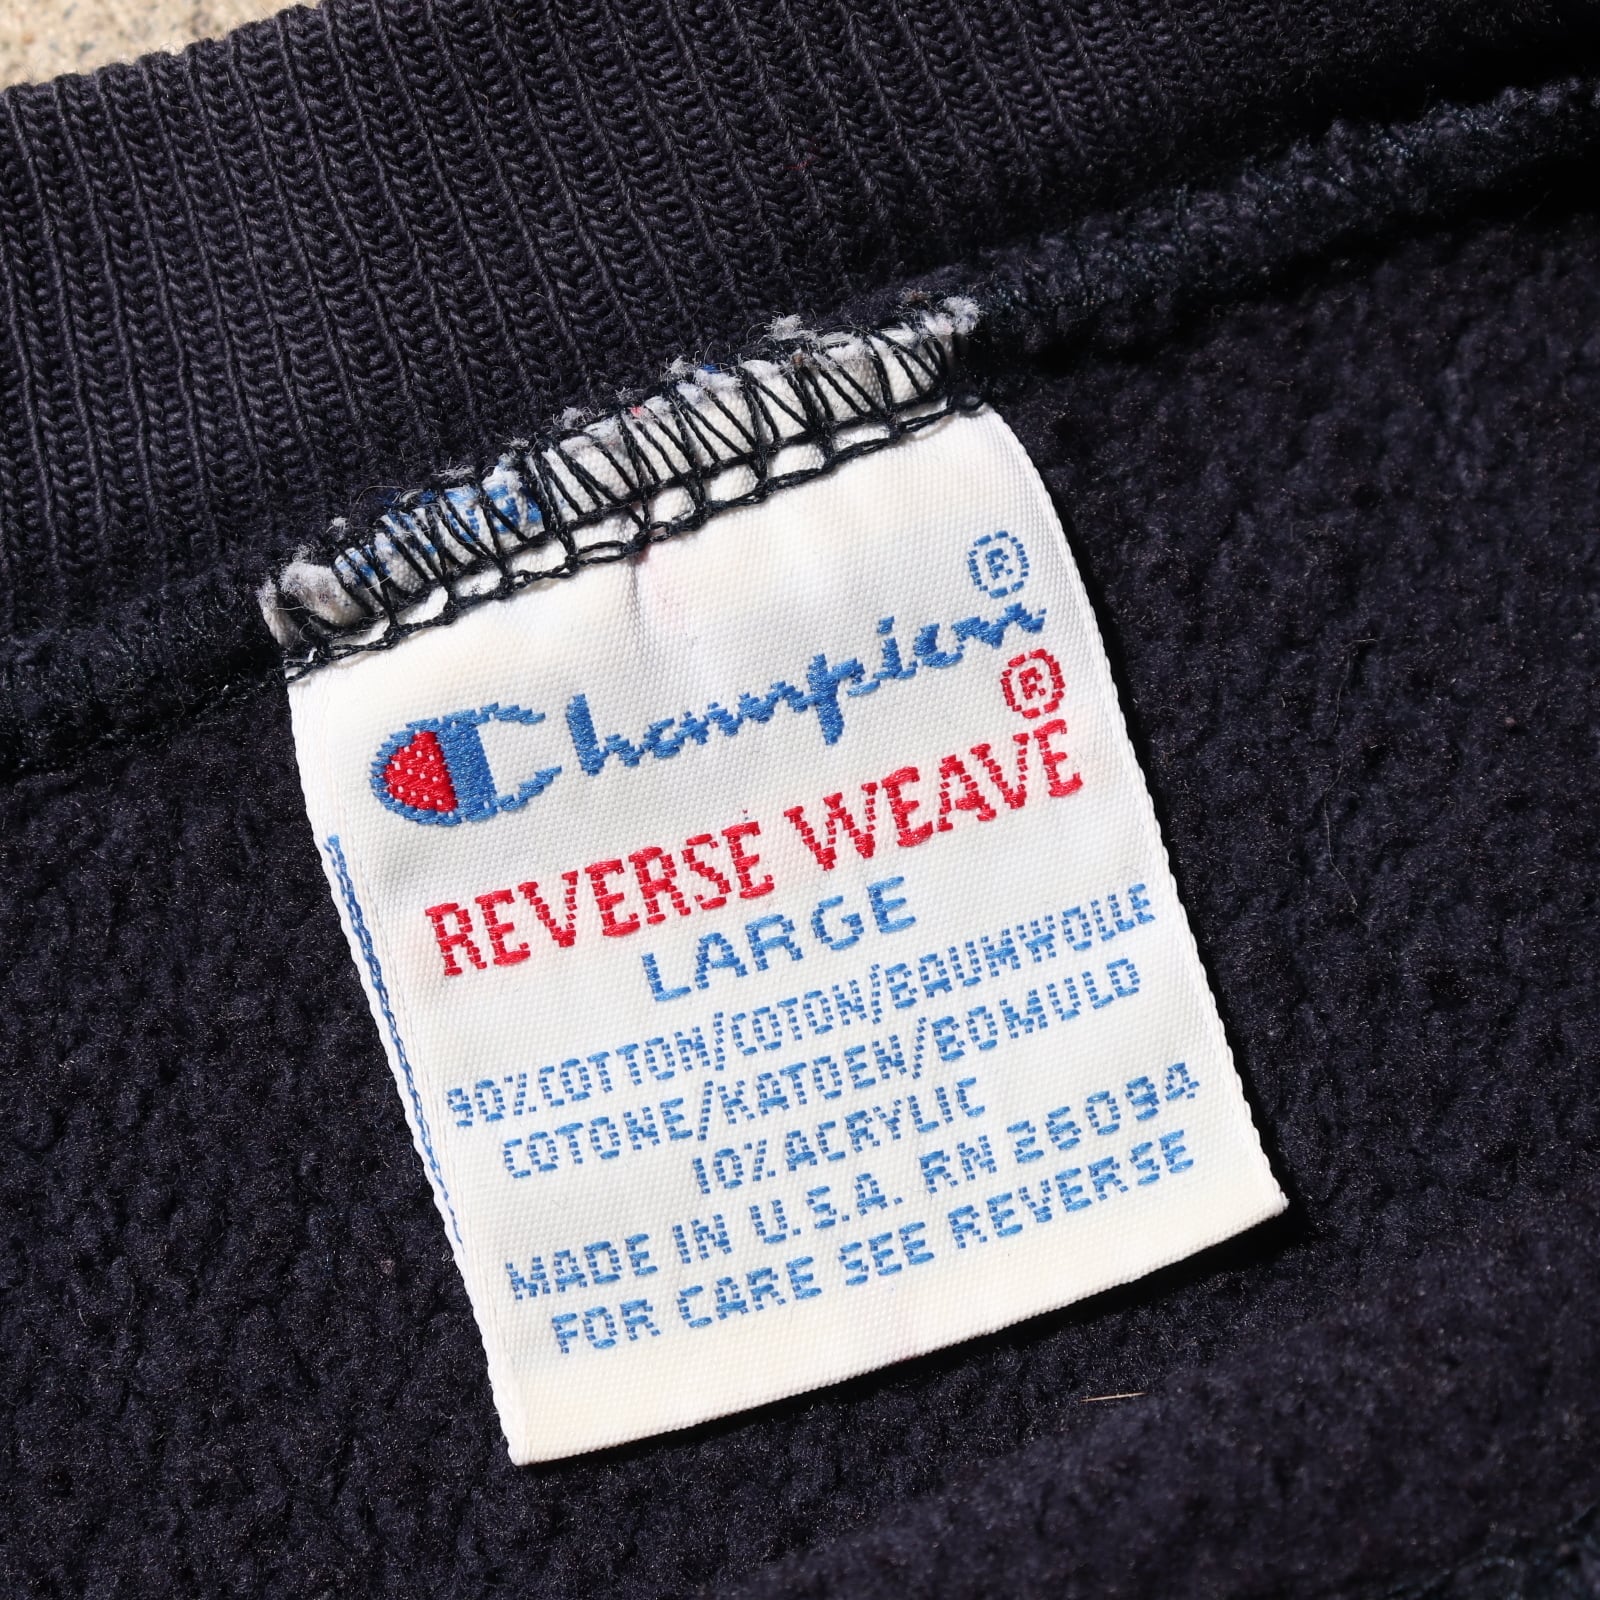 Champion®
REVERSE WEAVE®
LARGE
90% COTTON/COTON/BAUMWOLLE
COTONE/KATOEN/BOMULD
10% ACRYLIC
MADE IN U.S.A. RN 26094
FOR CARE SEE REVERSE